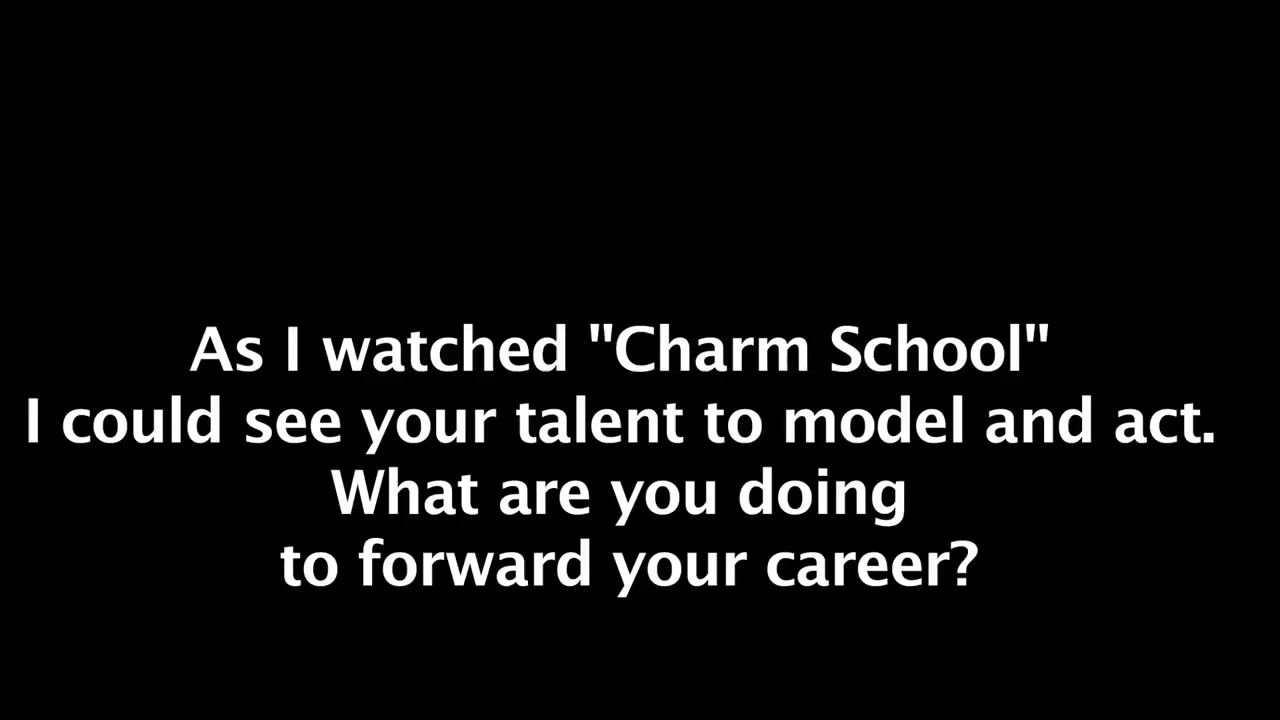 As I watched "Charm School"
I could see your talent to model and act.
What are you doing
to forward your career?